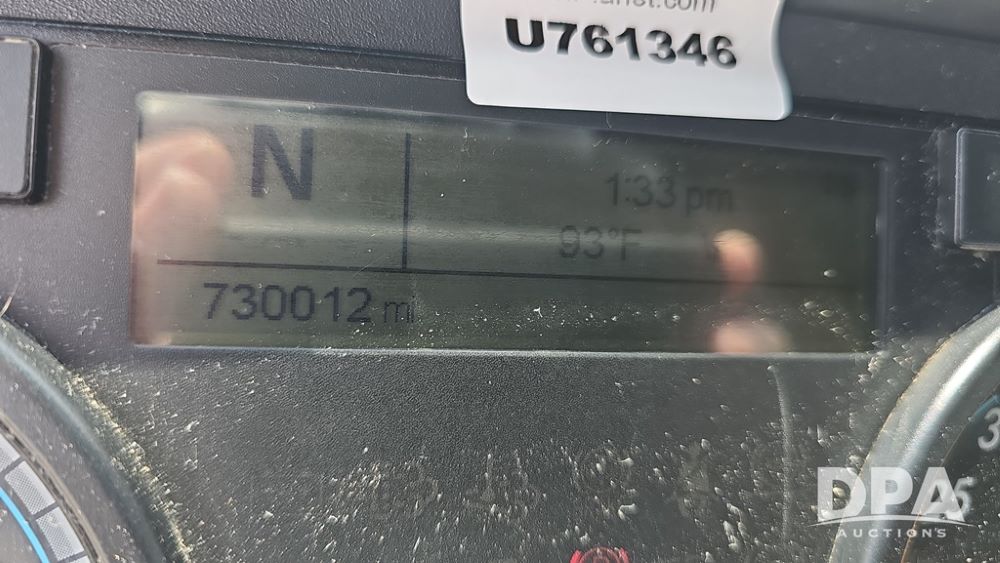 U761346
N
1:33 pm
93°F
730012 mi
DPA
AUCTIONS